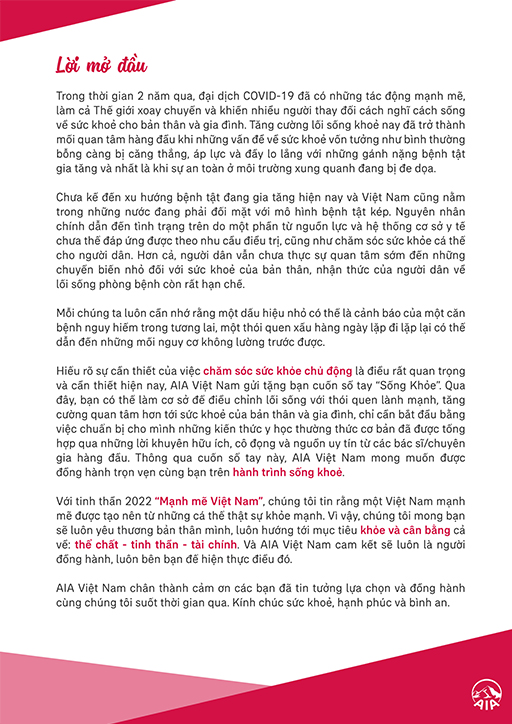 Lời mở đầu
Trong thời gian 2 năm qua, đại dịch COVID-19 đã có những tác động mạnh mẽ,
làm cả Thế giới xoay chuyển và khiến nhiều người thay đổi cách nghĩ cách sống
về sức khoẻ cho bản thân và gia đình. Tăng cường lối sống khoẻ nay đã trở thành
mối quan tâm hàng đầu khi những vấn đề về sức khoẻ vốn tưởng như bình thường
bỗng càng bị căng thẳng, áp lực và đầy lo lắng với những gánh nặng bệnh tật
gia tăng và nhất là khi sự an toàn ở môi trường xung quanh đang bị đe dọa.
Chưa kể đến xu hướng bệnh tật đang gia tăng hiện nay và Việt Nam cũng nằm
trong những nước đang phải đối mặt với mô hình bệnh tật kép. Nguyên nhân
chính dẫn đến tình trạng trên do một phần từ nguồn lực và hệ thống cơ sở y tế
chưa thể đáp ứng được theo nhu cầu điều trị, cũng như chăm sóc sức khỏe cá thể
cho người dân. Hơn cả, người dân vẫn chưa thực sự quan tâm sớm đến những
chuyển biến nhỏ đối với sức khoẻ của bản thân, nhận thức của người dân về
lối sống phòng bệnh còn rất hạn chế.
Mỗi chúng ta luôn cần nhớ rằng một dấu hiệu nhỏ có thể là cảnh báo của một căn
bệnh nguy hiểm trong tương lai, một thói quen xấu hàng ngày lặp đi lặp lại có thể
dẫn đến những mối nguy cơ không lường trước được.
Hiểu rõ sự cần thiết của việc chăm sóc sức khỏe chủ động là điều rất quan trọng
và cần thiết hiện nay, AIA Việt Nam gửi tặng bạn cuốn sổ tay “Sống Khỏe”. Qua
đây, bạn có thể làm cơ sở để điều chỉnh lối sống với thói quen lành mạnh, tăng
cường quan tâm hơn tới sức khoẻ của bản thân và gia đình, chỉ cần bắt đầu bằng
việc chuẩn bị cho mình những kiến thức y học thường thức cơ bản đã được tổng
hợp qua những lời khuyên hữu ích, cô đọng và nguồn uy tín từ các bác sĩ/chuyên
gia hàng đầu. Thông qua cuốn sổ tay này, AIA Việt Nam mong muốn được
đồng hành trọn vẹn cùng bạn trên hành trình sống khoẻ.
Với tinh thần 2022 “Mạnh mẽ Việt Nam”, chúng tôi tin rằng một Việt Nam mạnh
mẽ được tạo nên từ những cá thể thật sự khỏe mạnh. Vì vậy, chúng tôi mong bạn
sẽ luôn yêu thương bản thân mình, luôn hướng tới mục tiêu khỏe và cân bằng cả
về: thể chất - tinh thần - tài chính. Và AIA Việt Nam cam kết sẽ luôn là người
đồng hành, luôn bên bạn để hiện thực điều đó.
AIA Việt Nam chân thành cảm ơn các bạn đã tin tưởng lựa chọn và đồng hành
cùng chúng tôi suốt thời gian qua. Kính chúc sức khoẻ, hạnh phúc và bình an.
AIA